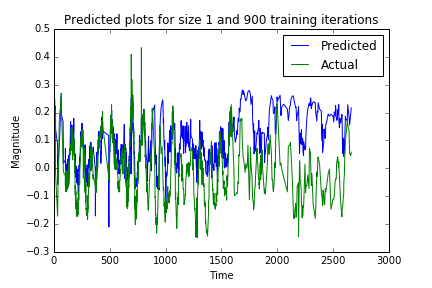 Predicted plots for size 1 and 900 training iterations
0.5
0.4
0.3
0.2
0.1
0.0
−0.1
−0.2
−0.3
Magnitude
Predicted
Actual
0 500 1000 1500 2000 2500 3000
Time